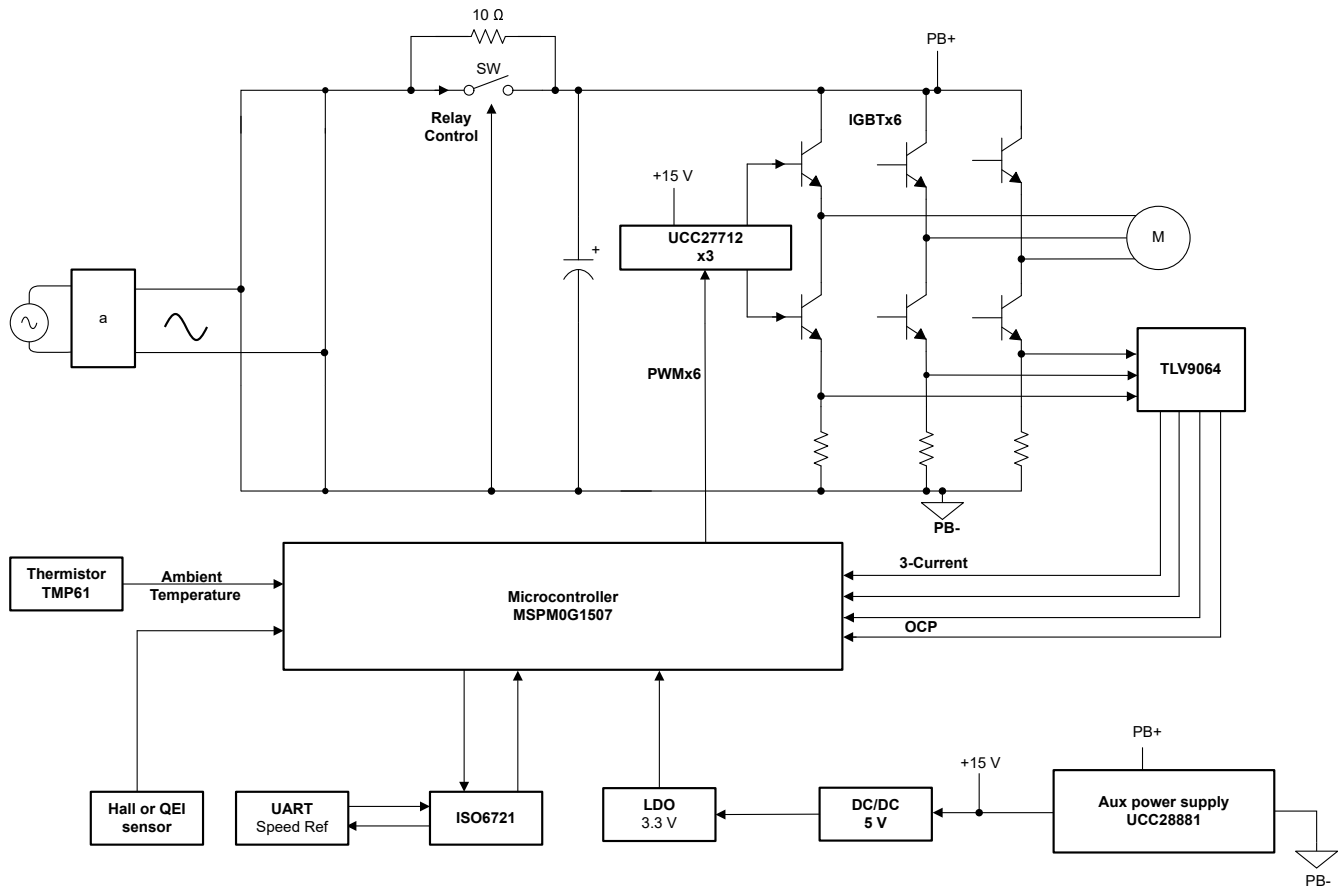 10 Ω
SW
Relay
Control
PB+
IGBTx6
+15 V
UCC27712
x3
+
M
a
PWMx6
TLV9064
PB-
Thermistor
TMP61
Ambient
Temperature
Microcontroller
MSPM0G1507
3-Current
OCP
PB+
+15 V
Hall or QEI
sensor
UART
Speed Ref
ISO6721
LDO
3.3 V
DC/DC
5 V
Aux power supply
UCC28881
PB-